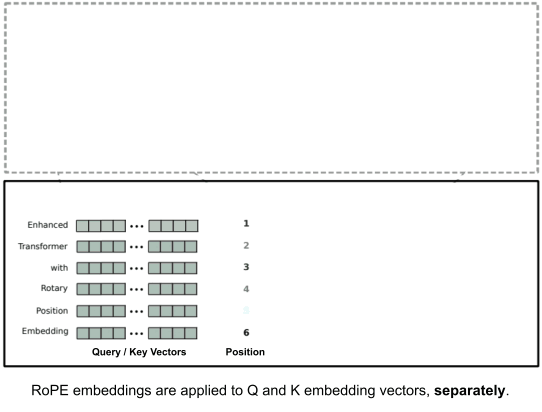 Enhanced 1
Transformer 2
with 3
Rotary 4
Position 5
Embedding 6
Query / Key Vectors Position
RoPE embeddings are applied to Q and K embedding vectors, separately.